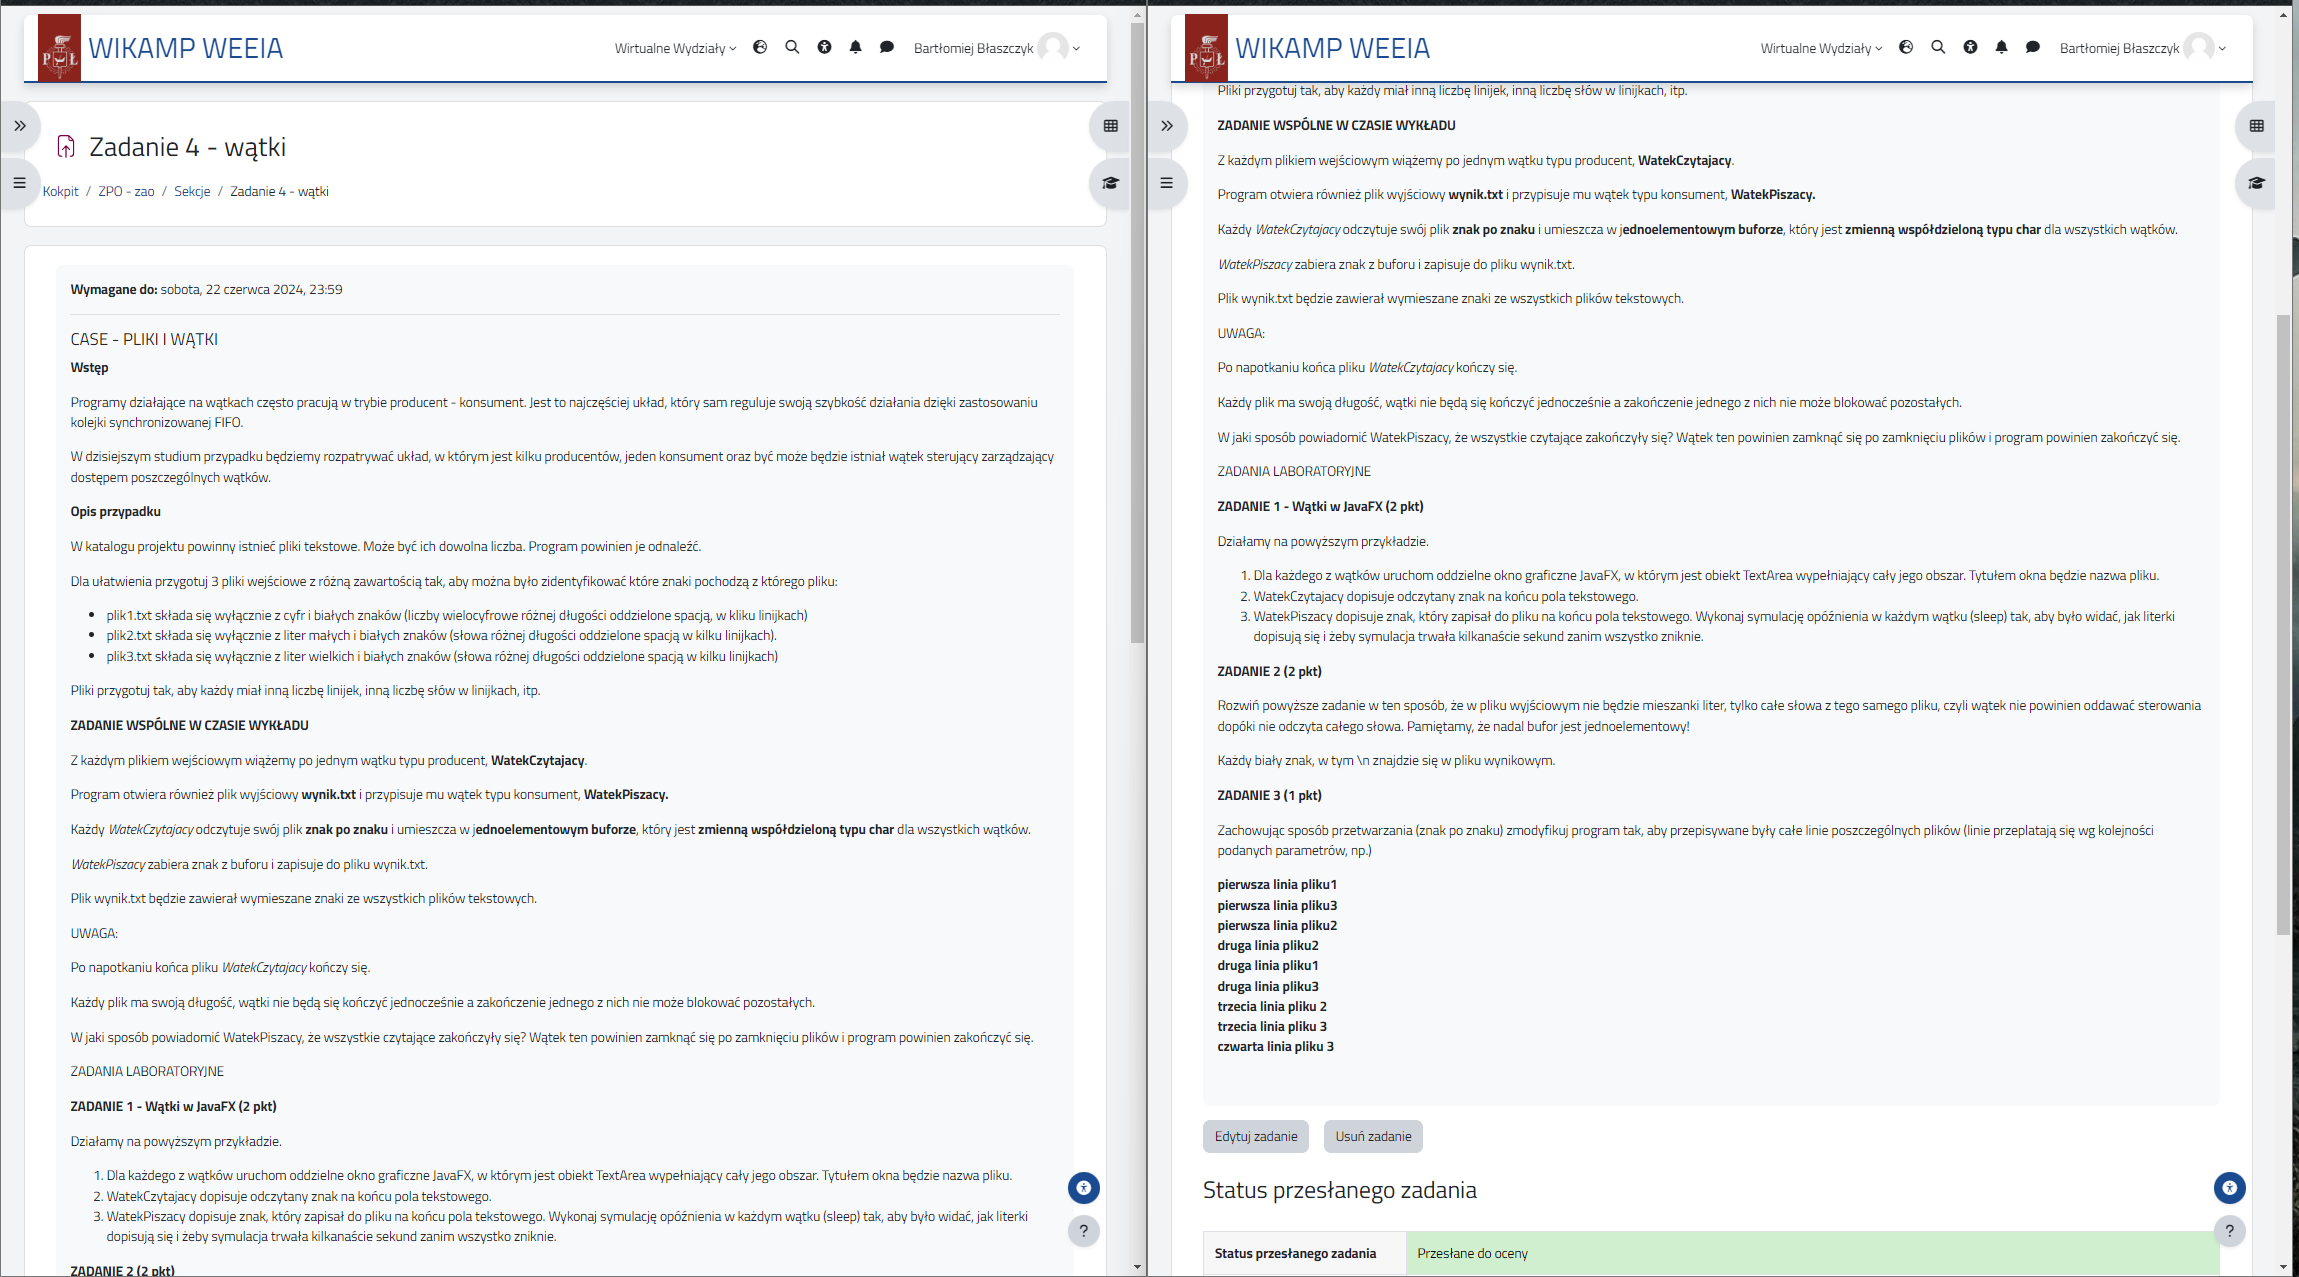 WIKAMP WEEIA
Wirtualne Wydziały
Bartłomiej Błaszczyk
Zadanie 4 - wątki
Kokpit / ZPO - zao / Sekcje / Zadanie 4 - wątki
Wymagane do: sobota, 22 czerwca 2024, 23:59
CASE - PLIKI I WĄTKI
Wstęp
Programy działające na wątkach często pracują w trybie producent - konsument. Jest to najczęściej układ, który sam reguluje swoją szybkość działania dzięki zastosowaniu
kolejki synchronizowanej FIFO.
W dzisiejszym studium przypadku będziemy rozpatrywać układ, w którym jest kilku producentów, jeden konsument oraz być może będzie istniał wątek sterujący zarządzający
dostępem poszczególnych wątków.
Opis przypadku
W katalogu projektu powinny istnieć pliki tekstowe. Może być ich dowolna liczba. Program powinien je odnaleźć.
Dla ułatwienia przygotuj 3 pliki wejściowe z różną zawartością tak, aby można było zidentyfikować które znaki pochodzą z którego pliku:
• plik1.txt składa się wyłącznie z cyfr i białych znaków (liczby wielocyfrowe różnej długości oddzielone spacją, w kliku linijkach)
• plik2.txt składa się wyłącznie z liter małych i białych znaków (słowa różnej długości oddzielone spacją w kilku linijkach).
• plik3.txt składa się wyłącznie z liter wielkich i białych znaków (słowa różnej długości oddzielone spacją w kilku linijkach)
Pliki przygotuj tak, aby każdy miał inną liczbę linijek, inną liczbę słów w linijkach, itp.
ZADANIE WSPÓLNE W CZASIE WYKŁADU
Z każdym plikiem wejściowym wiążemy po jednym wątku typu producent, WatekCzytajacy.
Program otwiera również plik wyjściowy wynik.txt i przypisuje mu wątek typu konsument, WatekPiszacy.
Każdy WatekCzytajacy odczytuje swój plik znak po znaku i umieszcza w jednoelementowym buforze, który jest zmienną współdzieloną typu char dla wszystkich wątków.
WatekPiszacy zabiera znak z buforu i zapisuje do pliku wynik.txt.
Plik wynik.txt będzie zawierał wymieszane znaki ze wszystkich plików tekstowych.
UWAGA:
Po napotkaniu końca pliku WatekCzytajacy kończy się.
Każdy plik ma swoją długość, wątki nie będą się kończyć jednocześnie a zakończenie jednego z nich nie może blokować pozostałych.
W jaki sposób powiadomić WatekPiszacy, że wszystkie czytające zakończyły się? Wątek ten powinien zamknąć się po zamknięciu plików i program powinien zakończyć się.
ZADANIA LABORATORYJNE
ZADANIE 1 - Wątki w JavaFX (2 pkt)
Działamy na powyższym przykładzie.
1. Dla każdego z wątków uruchom oddzielne okno graficzne JavaFX, w którym jest obiekt TextArea wypełniający cały jego obszar. Tytułem okna będzie nazwa pliku.
2. WatekCzytajacy dopisuje odczytany znak na końcu pola tekstowego.
3. WatekPiszacy dopisuje znak, który zapisał do pliku na końcu pola tekstowego. Wykonaj symulację opóźnienia w każdym wątku (sleep) tak, aby było widać, jak literki
dopisują się i żeby symulacja trwała kilkanaście sekund zanim wszystko zniknie.
ZADANIE 2 (2 pkt)
?
WIKAMP WEEIA
Wirtualne Wydziały
Bartłomiej Błaszczyk
Pliki przygotuj tak, aby każdy miał inną liczbę linijek, inną liczbę słów w linijkach, itp.
ZADANIE WSPÓLNE W CZASIE WYKŁADU
Z każdym plikiem wejściowym wiążemy po jednym wątku typu producent, WatekCzytajacy.
Program otwiera również plik wyjściowy wynik.txt i przypisuje mu wątek typu konsument, WatekPiszacy.
Każdy WatekCzytajacy odczytuje swój plik znak po znaku i umieszcza w jednoelementowym buforze, który jest zmienną współdzieloną typu char dla wszystkich wątków.
WatekPiszacy zabiera znak z buforu i zapisuje do pliku wynik.txt.
Plik wynik.txt będzie zawierał wymieszane znaki ze wszystkich plików tekstowych.
UWAGA:
Po napotkaniu końca pliku WatekCzytajacy kończy się.
Każdy plik ma swoją długość, wątki nie będą się kończyć jednocześnie a zakończenie jednego z nich nie może blokować pozostałych.
W jaki sposób powiadomić WatekPiszacy, że wszystkie czytające zakończyły się? Wątek ten powinien zamknąć się po zamknięciu plików i program powinien zakończyć się.
ZADANIA LABORATORYJNE
ZADANIE 1 - Wątki w JavaFX (2 pkt)
Działamy na powyższym przykładzie.
1. Dla każdego z wątków uruchom oddzielne okno graficzne JavaFX, w którym jest obiekt TextArea wypełniający cały jego obszar. Tytułem okna będzie nazwa pliku.
2. WatekCzytajacy dopisuje odczytany znak na końcu pola tekstowego.
3. WatekPiszacy dopisuje znak, który zapisał do pliku na końcu pola tekstowego. Wykonaj symulację opóźnienia w każdym wątku (sleep) tak, aby było widać, jak literki
dopisują się i żeby symulacja trwała kilkanaście sekund zanim wszystko zniknie.
ZADANIE 2 (2 pkt)
Rozwiń powyższe zadanie w ten sposób, że w pliku wyjściowym nie będzie mieszanki liter, tylko całe słowa z tego samego pliku, czyli wątek nie powinien oddawać sterowania
dopóki nie odczyta całego słowa. Pamiętamy, że nadal bufor jest jednoelementowy!
Każdy biały znak, w tym \n znajdzie się w pliku wynikowym.
ZADANIE 3 (1 pkt)
Zachowując sposób przetwarzania (znak po znaku) zmodyfikuj program tak, aby przepisywane były całe linie poszczególnych plików (linie przeplatają się wg kolejności
podanych parametrów, np.)
pierwsza linia pliku1
pierwsza linia pliku3
pierwsza linia pliku2
druga linia pliku2
druga linia pliku1
druga linia pliku3
trzecia linia pliku 2
trzecia linia pliku 3
czwarta linia pliku 3
Edytuj zadanie
Usuń zadanie
Status przesłanego zadania
Status przesłanego zadania
Przesłane do oceny
?